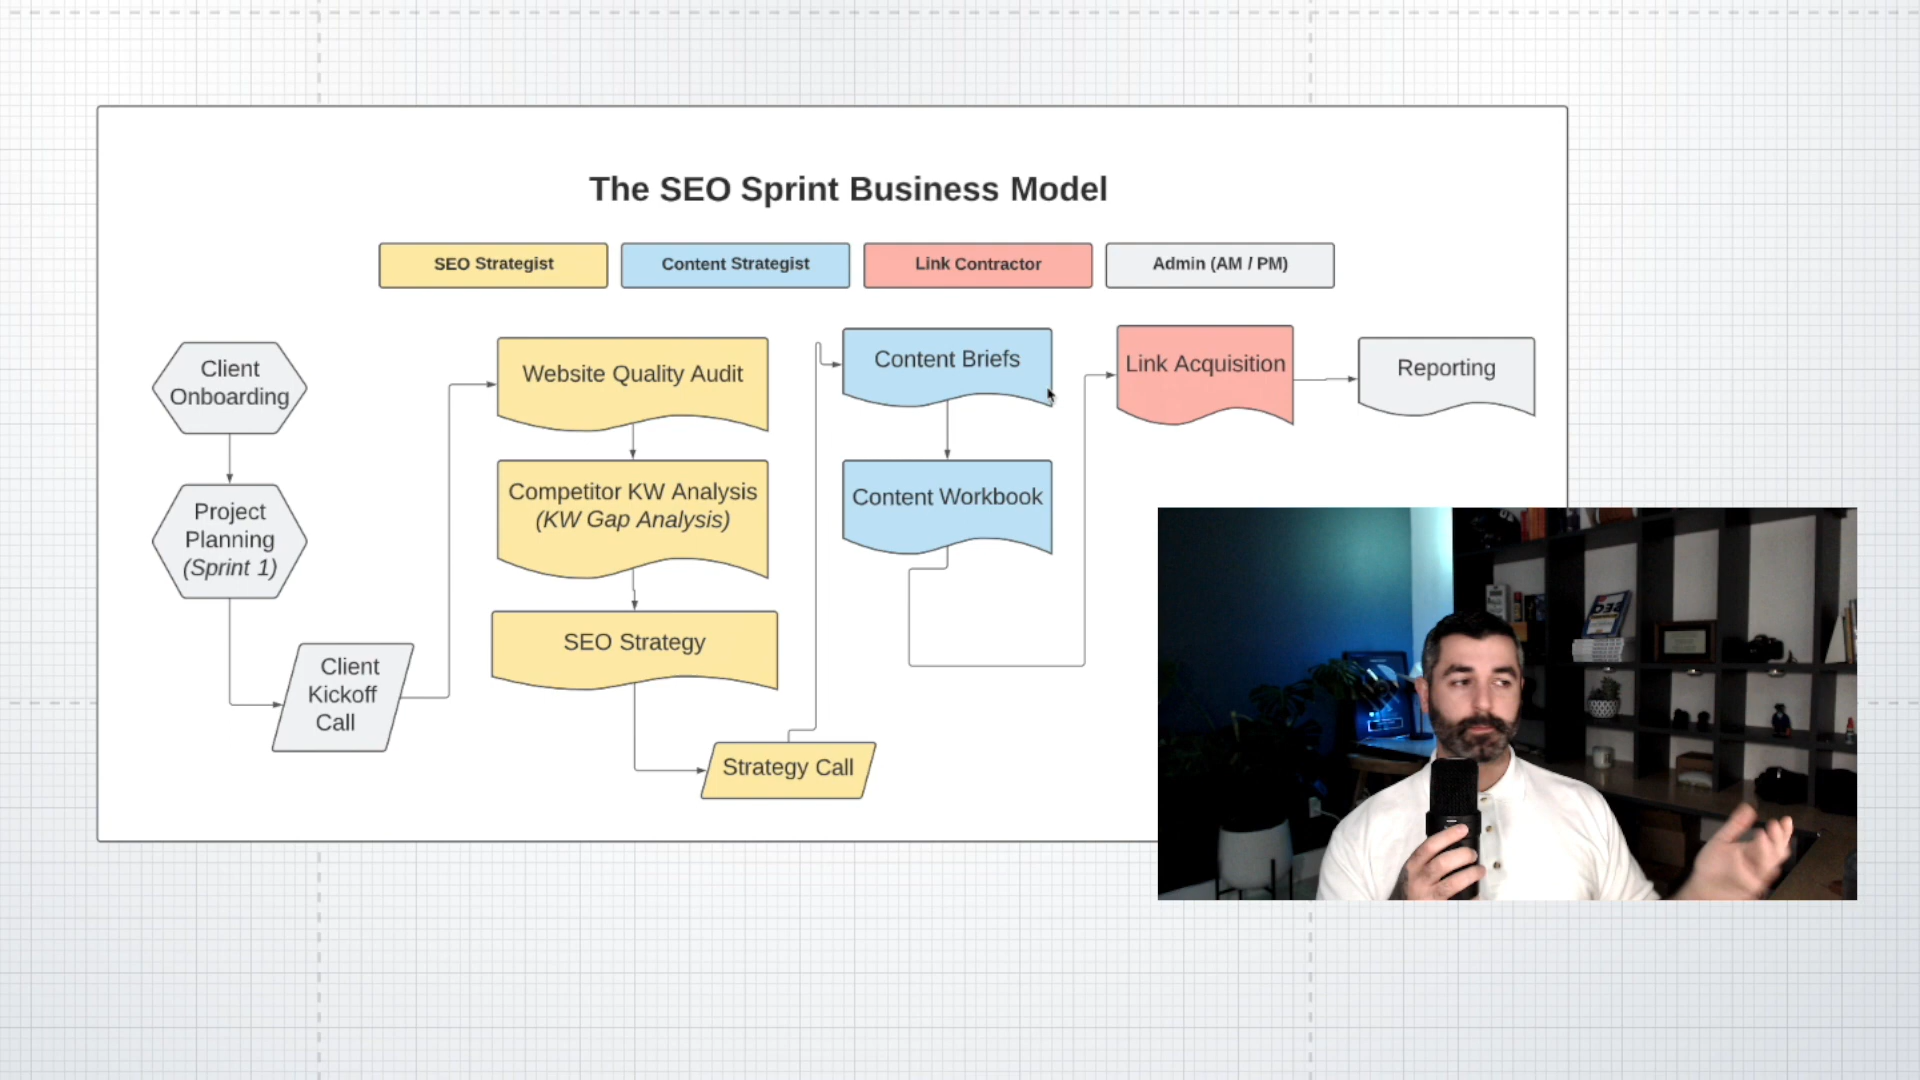 The SEO Sprint Business Model
SEO Strategist
Content Strategist
Link Contractor
Admin (AM / PM)
Client
Onboarding
Project
Planning
(Sprint 1)
Client
Kickoff
Call
Website Quality Audit
Competitor KW Analysis
(KW Gap Analysis)
SEO Strategy
Strategy Call
Content Briefs
Content Workbook
Link Acquisition
Reporting